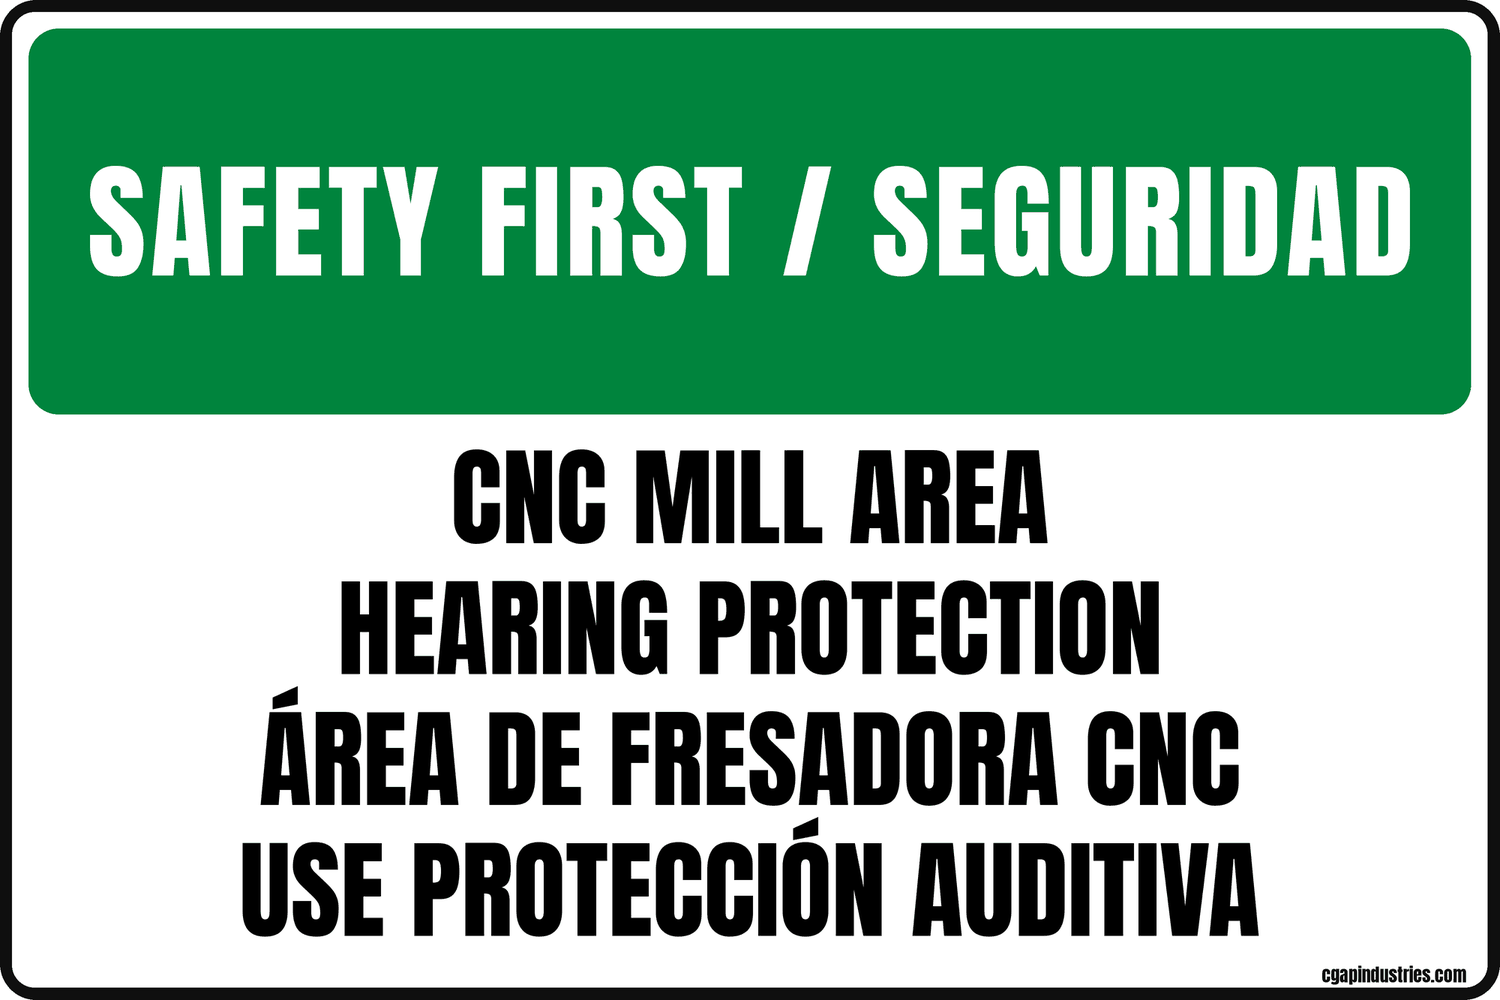 SAFETY FIRST / SEGURIDAD
CNC MILL AREA
HEARING PROTECTION
ÁREA DE FRESADORA CNC
USE PROTECCIÓN AUDITIVA
cgapindustries.com